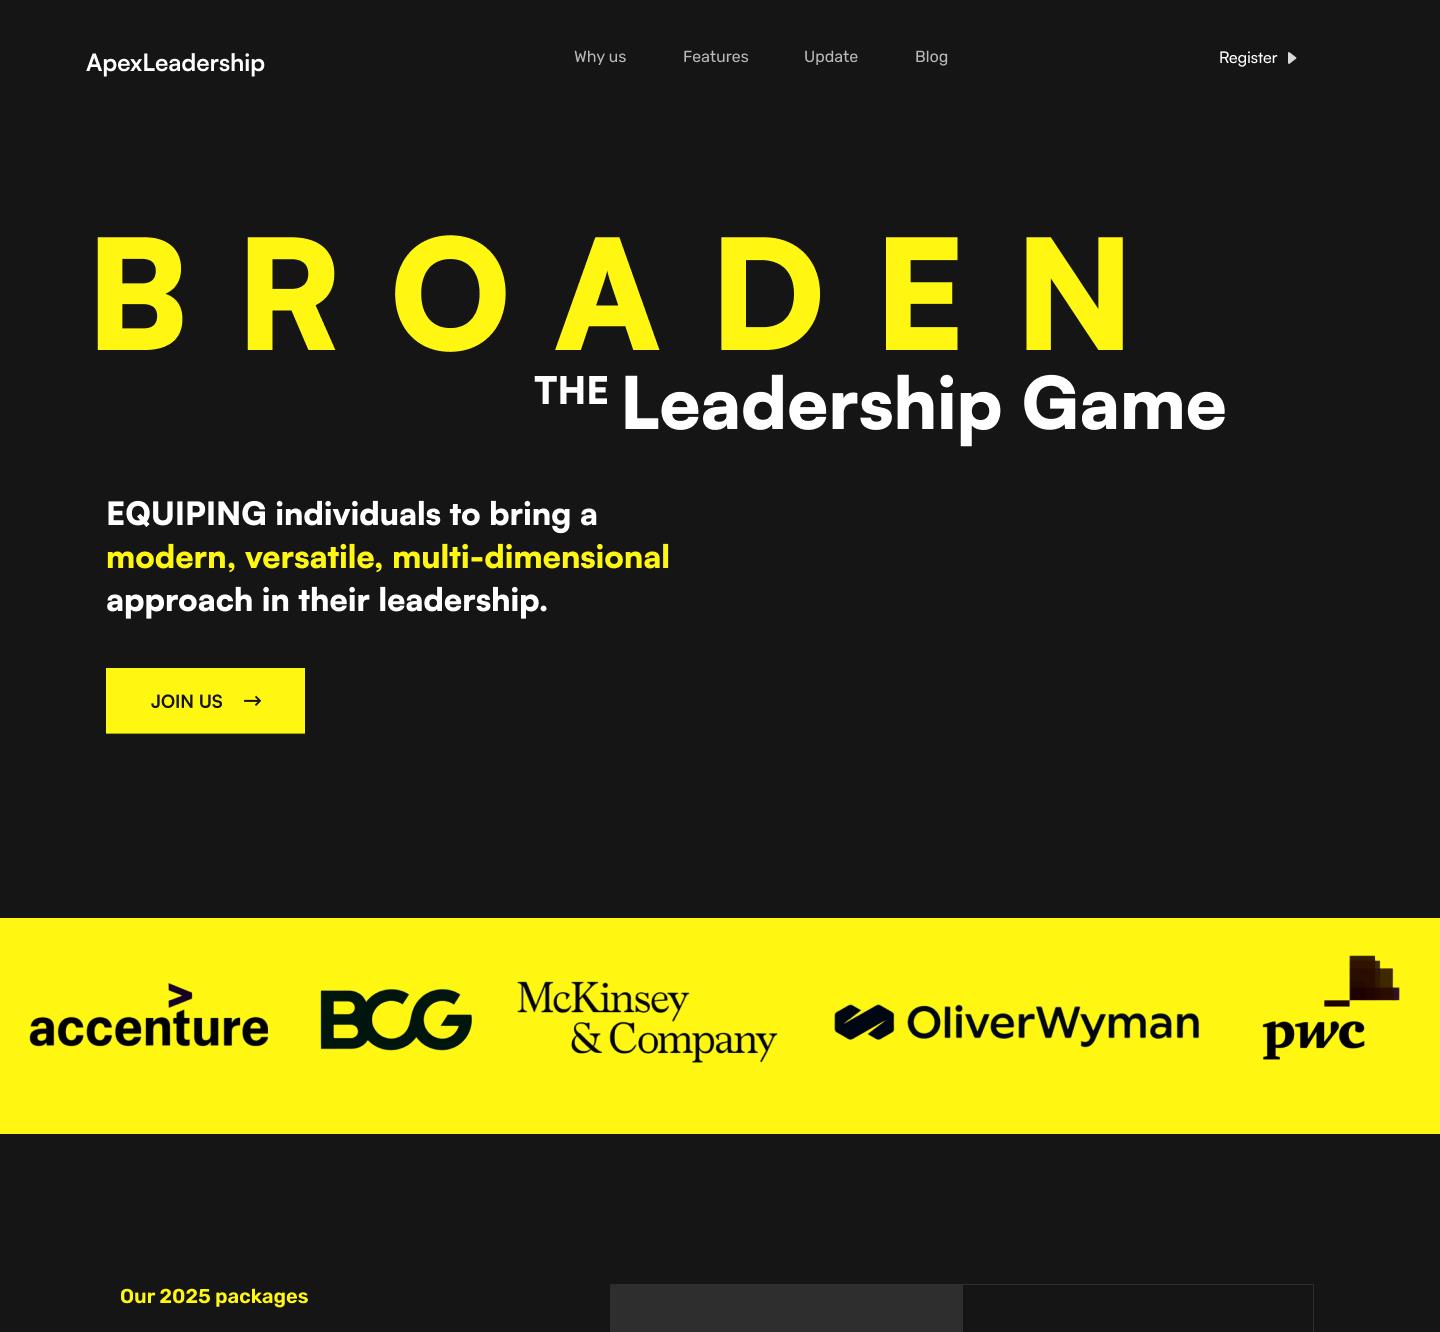 ApexLeadership
Why us
Features
Update
Blog
Register
BROADEN
THE Leadership Game
EQUIPING individuals to bring a
modern, versatile, multi-dimensional
approach in their leadership.
JOIN US →
accenture
BCG
McKinsey
& Company
OliverWyman
pwc
Our 2025 packages